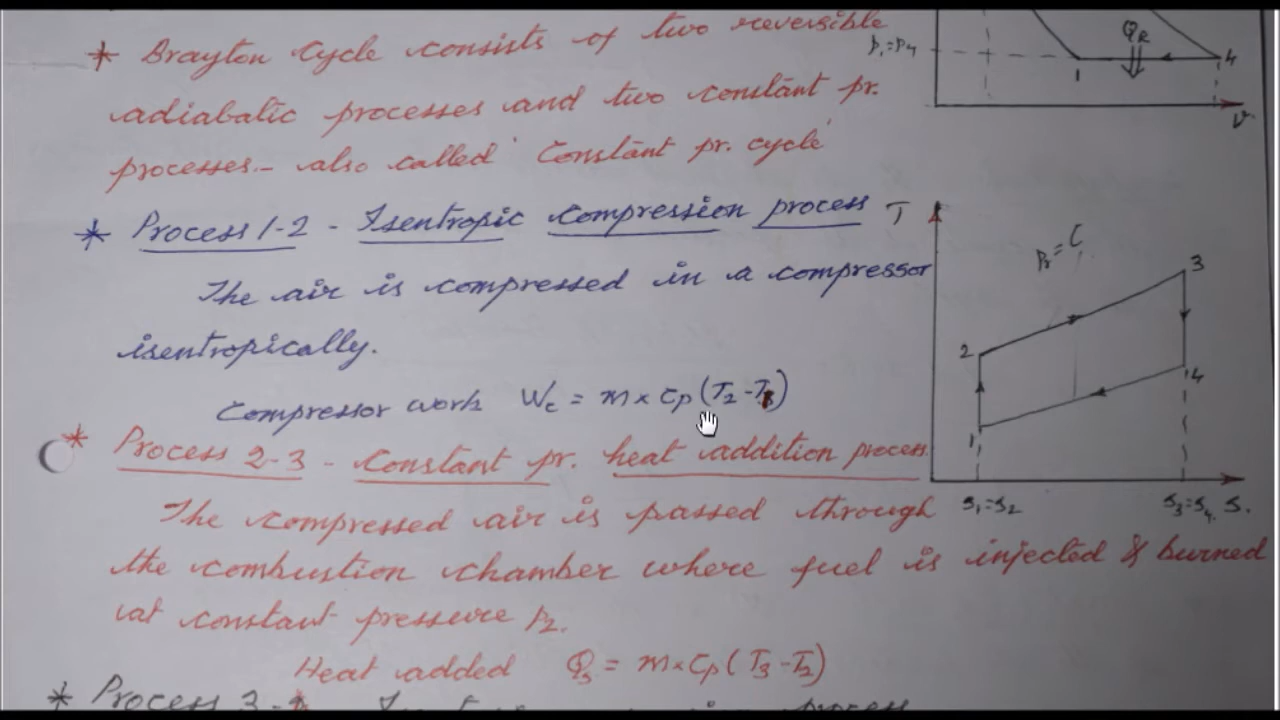 * Brayton Cycle consists of two reversible
adiabatic processes and two constant pr.
processes - also called 'Constant pr. cycle'
* Process 1-2 - Isentropic compression process
The air is compressed in a compressor
isentropically.
Compressor work Wc = m × Cp (T2 - T1)
* Process 2-3 - Constant pr. heat addition process.
The compressed air is passed through
the combustion chamber where fuel is injected & burned
at constant pressure P2.
Heat added Qs = m × Cp (T3 - T2)
* Process 3-
process
P1=P4
QR
1
4
v
T
Pr = C
3
2
4
1
S1=S2
S3=S4
S.